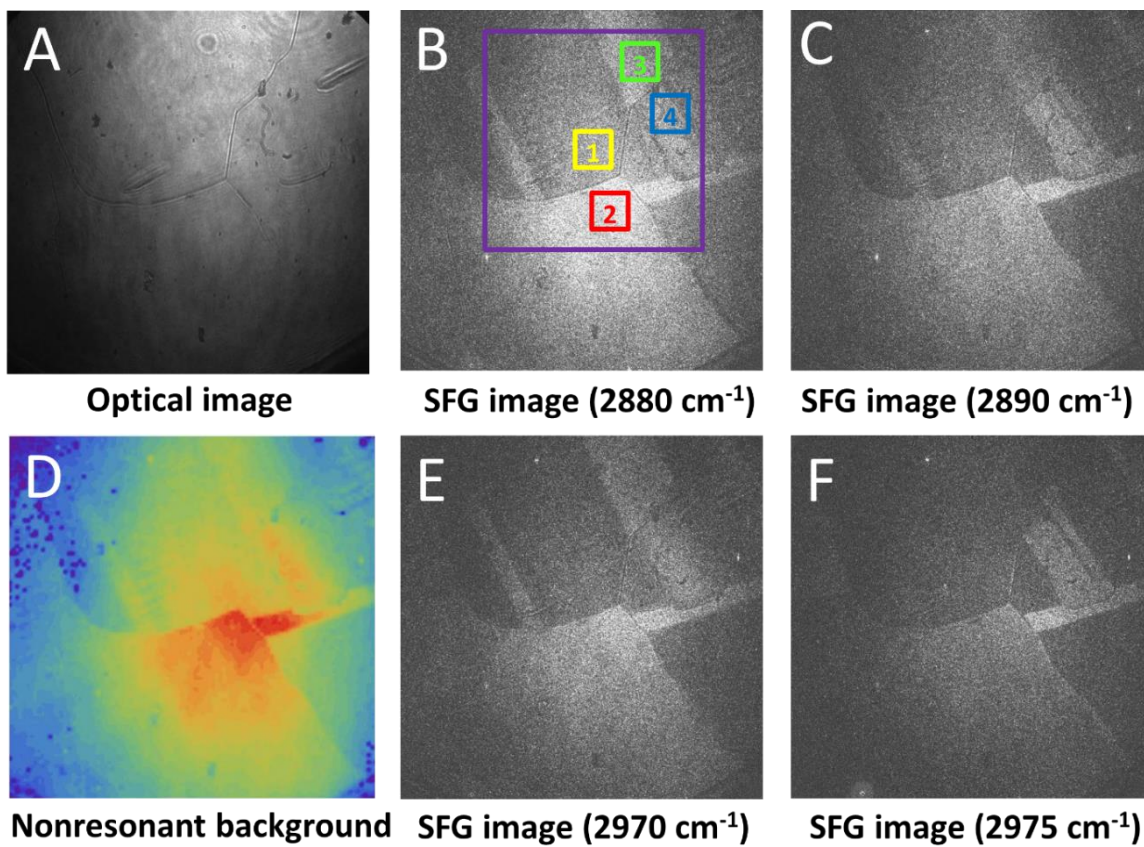 A
B
C
3
4
1
2
Optical image
SFG image (2880 cm⁻¹)
SFG image (2890 cm⁻¹)
D
E
F
Nonresonant background
SFG image (2970 cm⁻¹)
SFG image (2975 cm⁻¹)